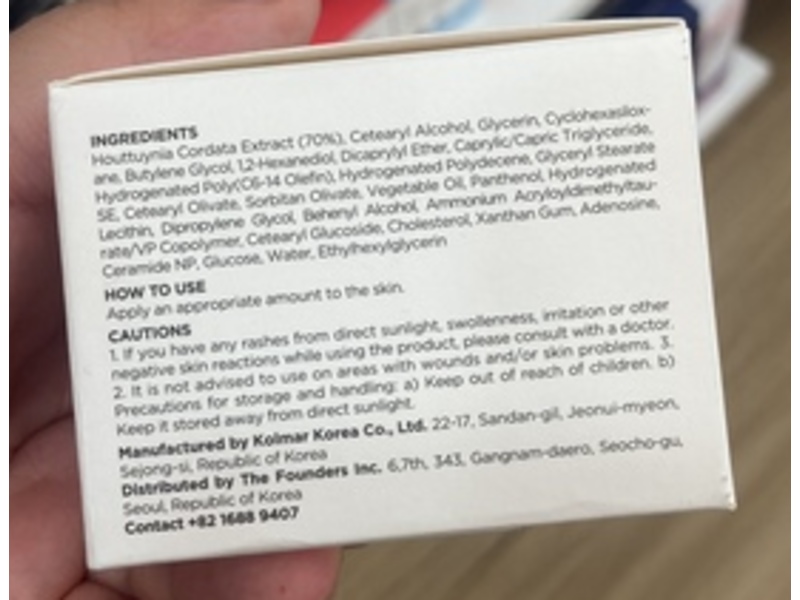 INGREDIENTS
Houttuynia Cordata Extract (70%), Cetearyl Alcohol, Glycerin, Cyclohexasilox-
ane, Butylene Glycol, 1,2-Hexanediol, Dicaprylyl Ether, Caprylic/Capric Triglyceride,
Hydrogenated Poly(C6-14 Olefin), Hydrogenated Polydecene, Glyceryl Stearate
SE, Cetearyl Olivate, Sorbitan Olivate, Vegetable Oil, Panthenol, Hydrogenated
Lecithin, Dipropylene Glycol, Behenyl Alcohol, Ammonium Acryloyldimethyltau-
rate/VP Copolymer, Cetearyl Glucoside, Cholesterol, Xanthan Gum, Adenosine,
Ceramide NP, Glucose, Water, Ethylhexylglycerin
HOW TO USE
Apply an appropriate amount to the skin.
CAUTIONS
1. If you have any rashes from direct sunlight, swollenness, irritation or other
negative skin reactions while using the product, please consult with a doctor.
2. It is not advised to use on areas with wounds and/or skin problems. 3.
Precautions for storage and handling: a) Keep out of reach of children. b)
Keep it stored away from direct sunlight.
Manufactured by Kolmar Korea Co., Ltd. 22-17, Sandan-gil, Jeonui-myeon,
Sejong-si, Republic of Korea
Distributed by The Founders Inc. 6,7th, 343, Gangnam-daero, Seocho-gu,
Seoul, Republic of Korea
Contact +82 1688 9407